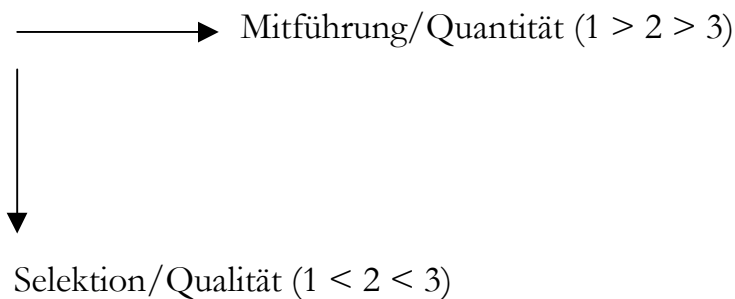 Mitführung/Quantität (1 > 2 > 3)
Selektion/Qualität (1 < 2 < 3)